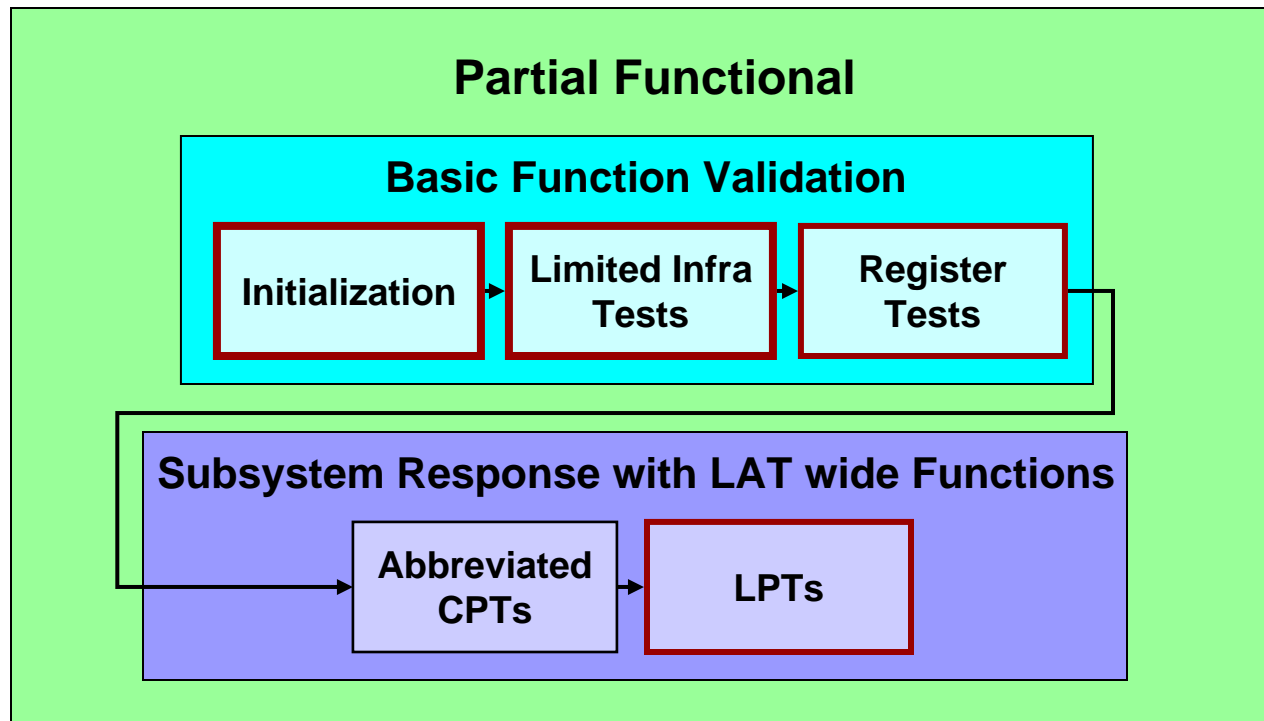 Partial Functional
Basic Function Validation
Initialization
Limited Infra
Tests
Register
Tests
Subsystem Response with LAT wide Functions
Abbreviated
CPTs
LPTs